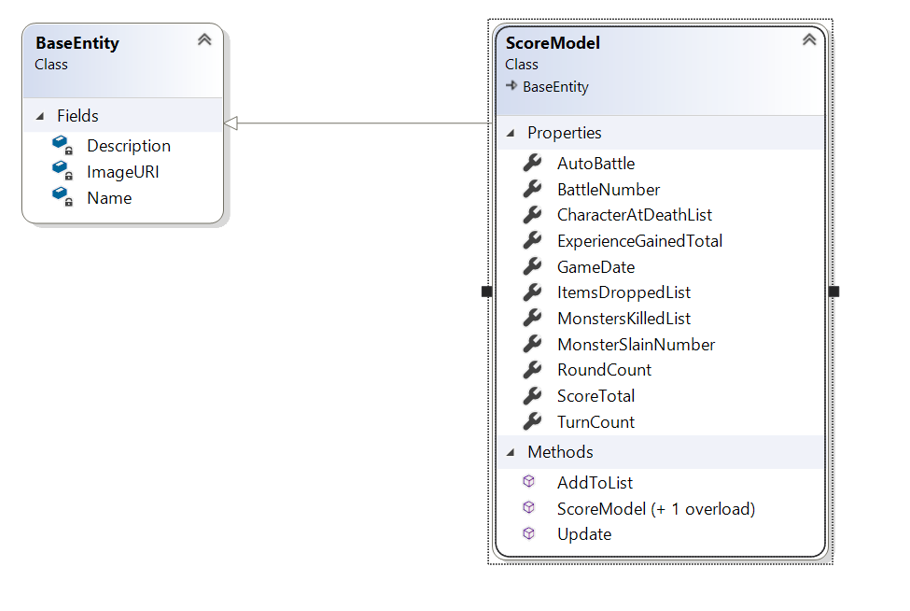 BaseEntity
Class
Fields
Description
ImageURI
Name
ScoreModel
Class
BaseEntity
Properties
AutoBattle
BattleNumber
CharacterAtDeathList
ExperienceGainedTotal
GameDate
ItemsDroppedList
MonstersKilledList
MonsterSlainNumber
RoundCount
ScoreTotal
TurnCount
Methods
AddToList
ScoreModel (+ 1 overload)
Update